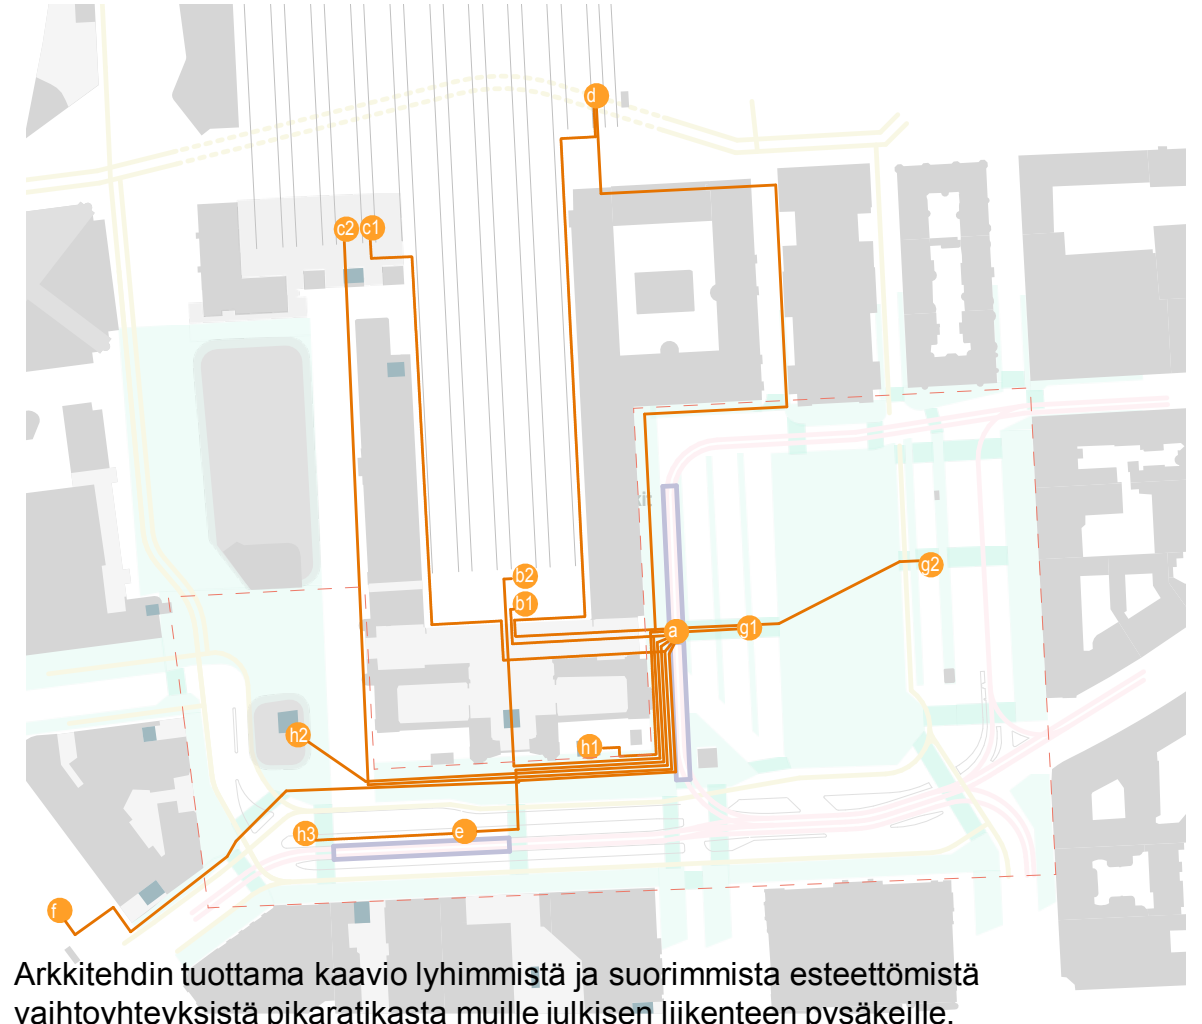 d
c2 c1
b2
b1
g2
a
g1
h2
h1
h3
e
f
Arkkitehdin tuottama kaavio lyhimmistä ja suorimmista esteettömistä
vaihtoyhteyksistä pikaratikasta muille julkisen liikenteen pysäkeille.